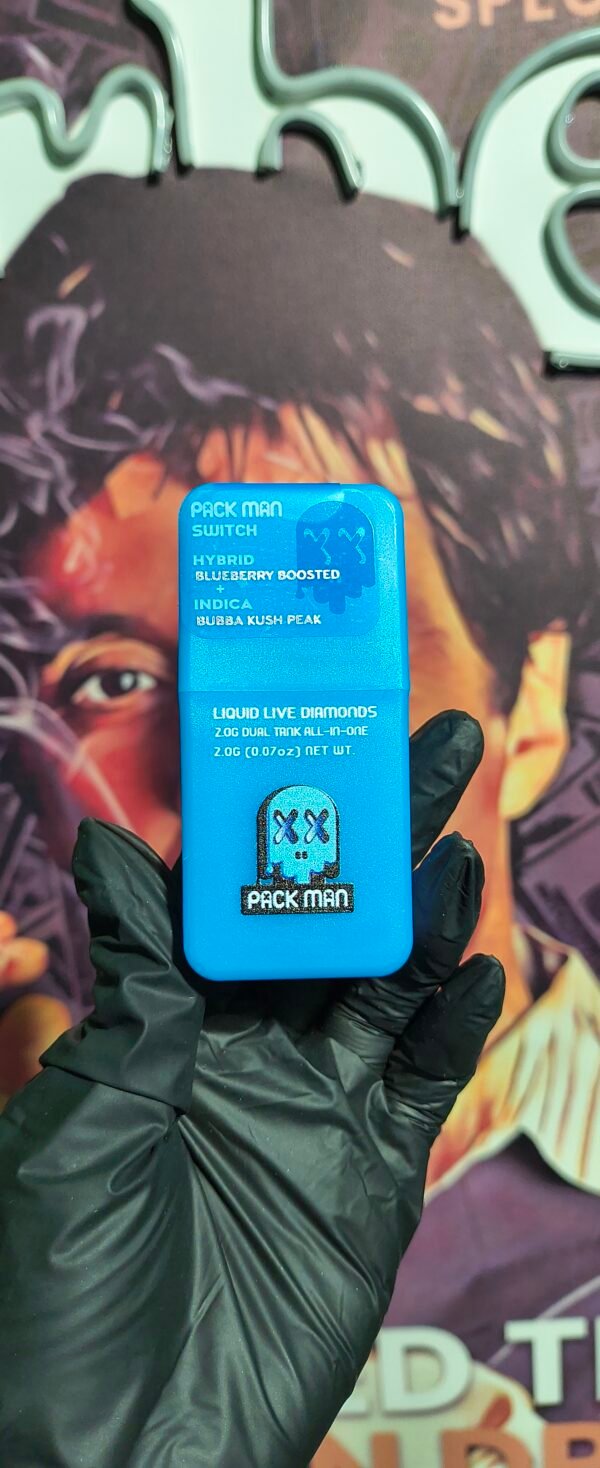 PACK MAN
SWITCH
HYBRID
BLUEBERRY BOOSTED
+
INDICA
BUBBA KUSH PEAK
LIQUID LIVE DIAMONDS
2.0G DUAL TANK ALL-IN-ONE
2.0G (0.07oz) NET WT.
PACK MAN